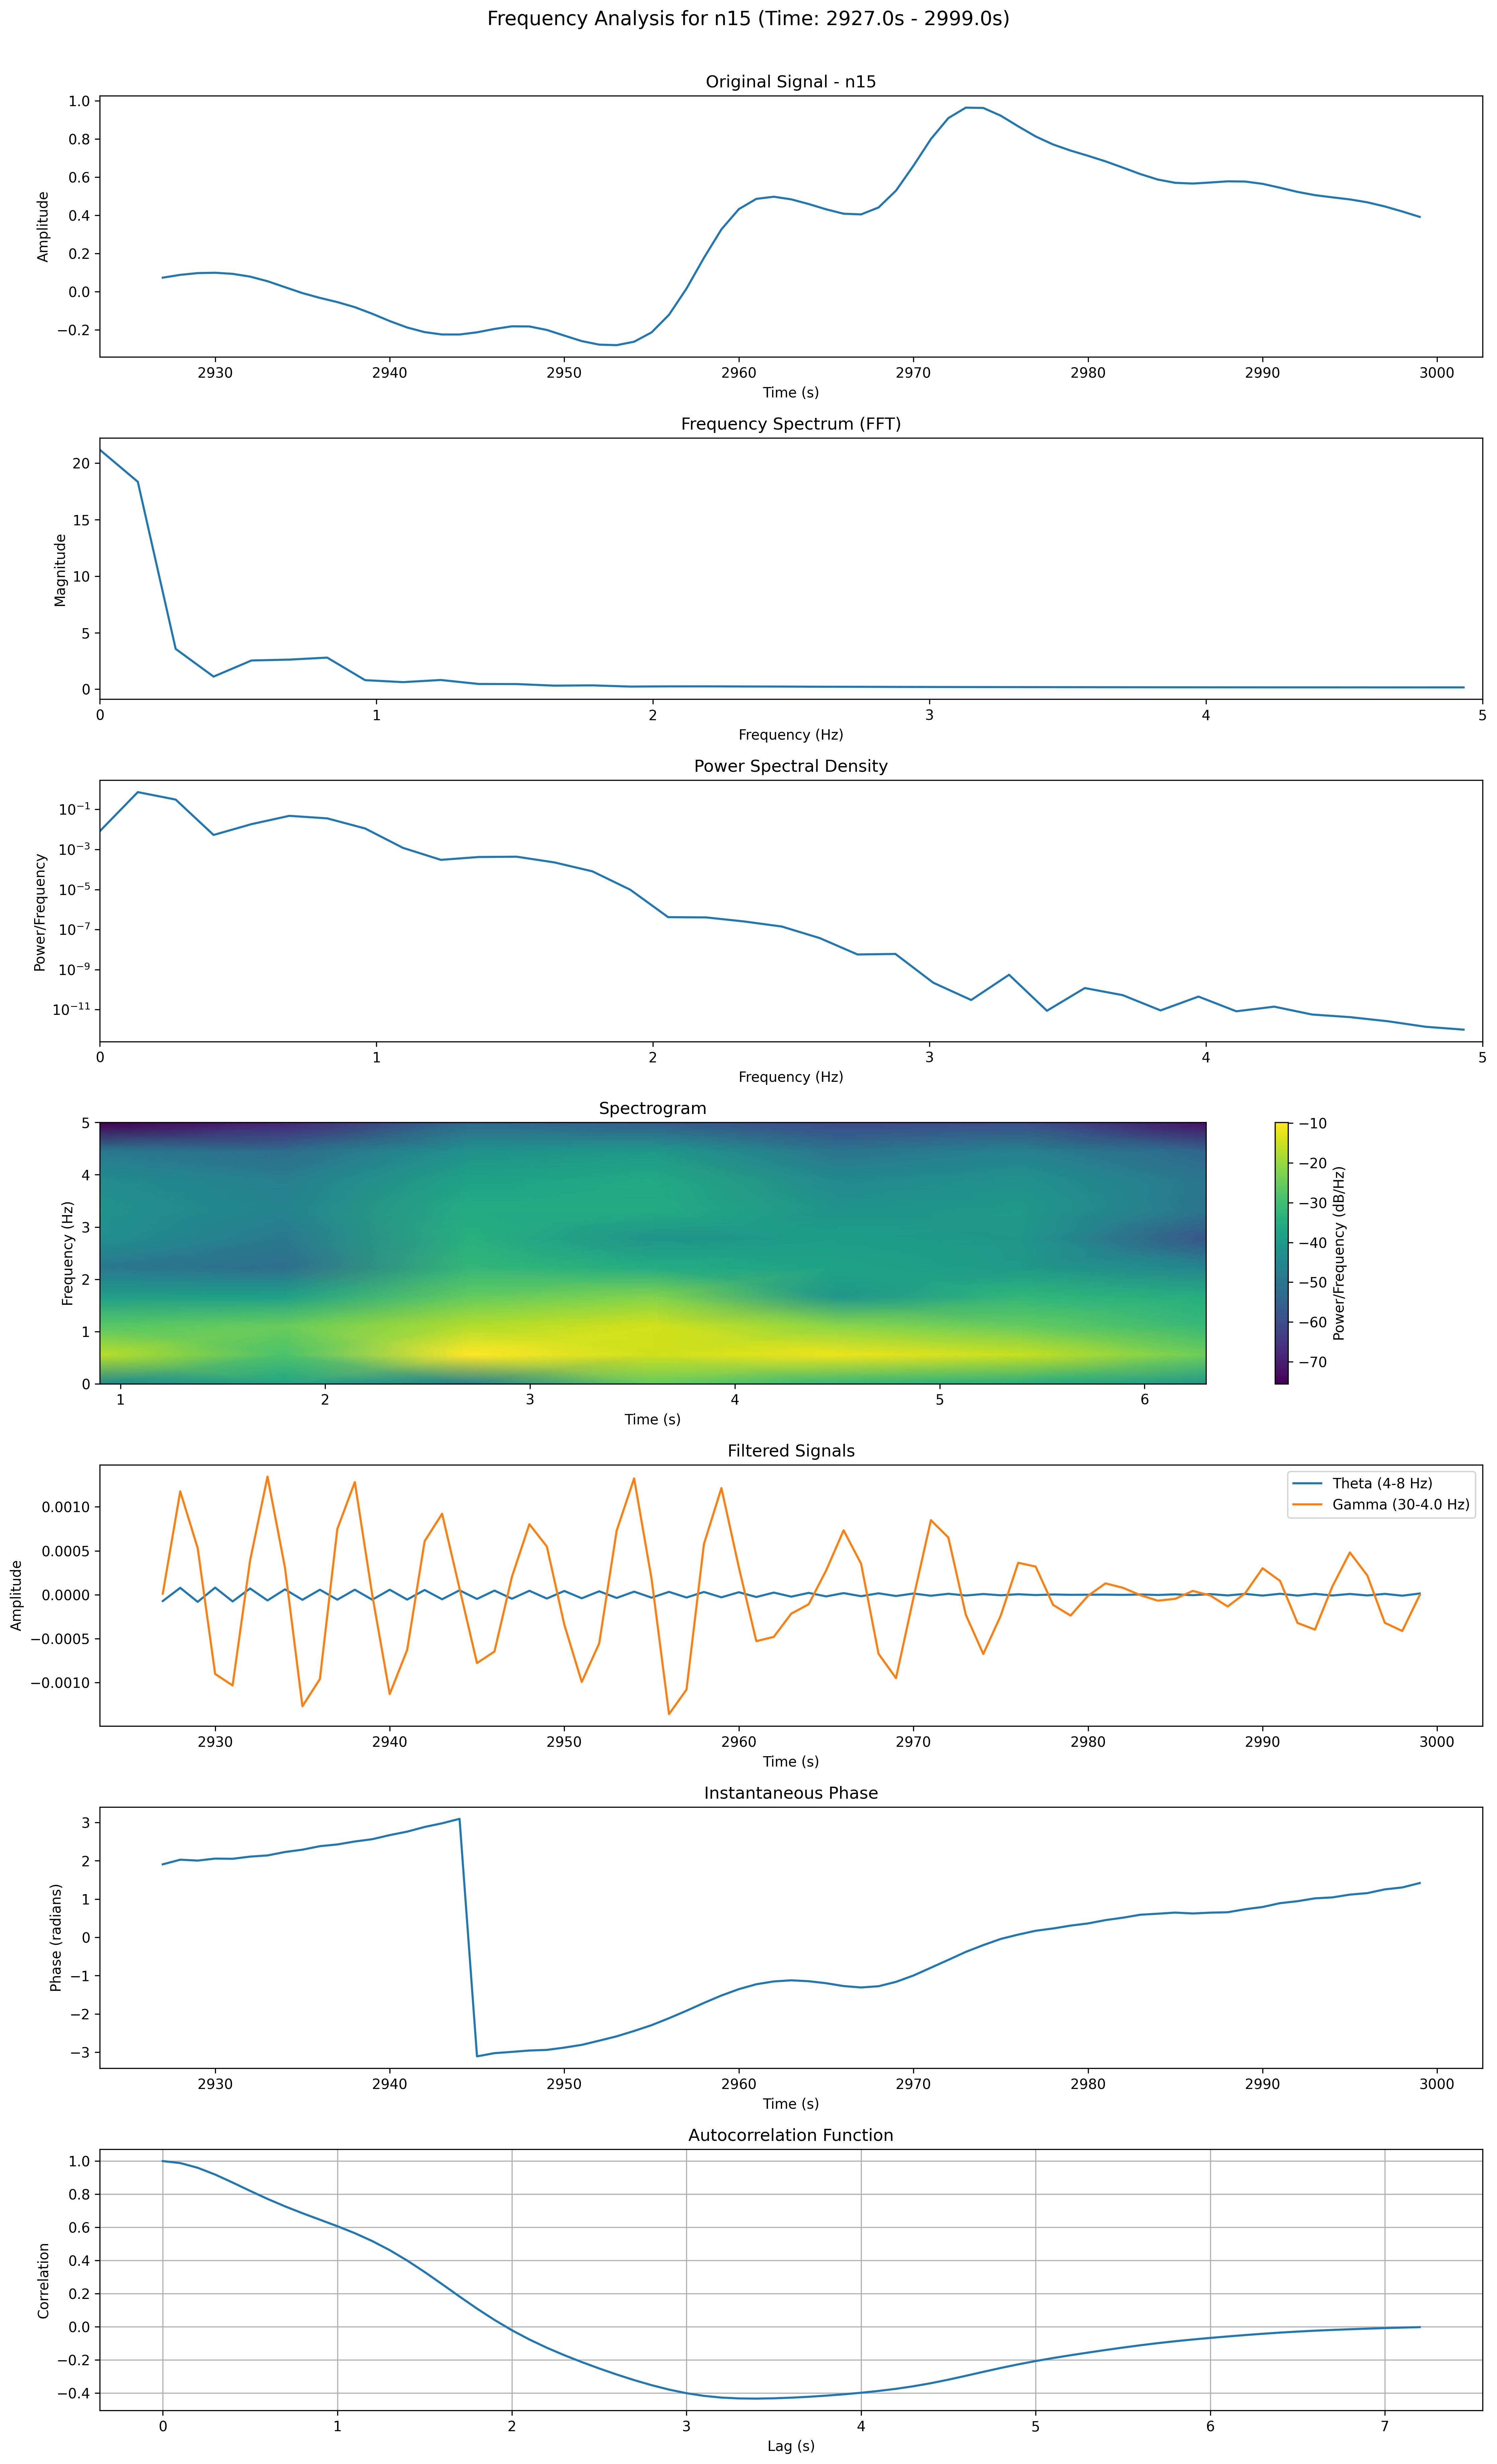 Frequency Analysis for n15 (Time: 2927.0s - 2999.0s)
Original Signal - n15
1.0
0.8
0.6
0.4
0.2
0.0
−0.2
Amplitude
2930 2940 2950 2960 2970 2980 2990 3000
Time (s)
Frequency Spectrum (FFT)
20
15
10
5
0
Magnitude
0 1 2 3 4 5
Frequency (Hz)
Power Spectral Density
10⁻¹
10⁻³
10⁻⁵
10⁻⁷
10⁻⁹
10⁻¹¹
Power/Frequency
0 1 2 3 4 5
Frequency (Hz)
Spectrogram
5
4
3
2
1
0
Frequency (Hz)
1 2 3 4 5 6
Time (s)
−10
−20
−30
−40
−50
−60
−70
Power/Frequency (dB/Hz)
Filtered Signals
Theta (4-8 Hz)
Gamma (30-4.0 Hz)
0.0010
0.0005
0.0000
−0.0005
−0.0010
Amplitude
2930 2940 2950 2960 2970 2980 2990 3000
Time (s)
Instantaneous Phase
3
2
1
0
−1
−2
−3
Phase (radians)
2930 2940 2950 2960 2970 2980 2990 3000
Time (s)
Autocorrelation Function
1.0
0.8
0.6
0.4
0.2
0.0
−0.2
−0.4
Correlation
0 1 2 3 4 5 6 7
Lag (s)